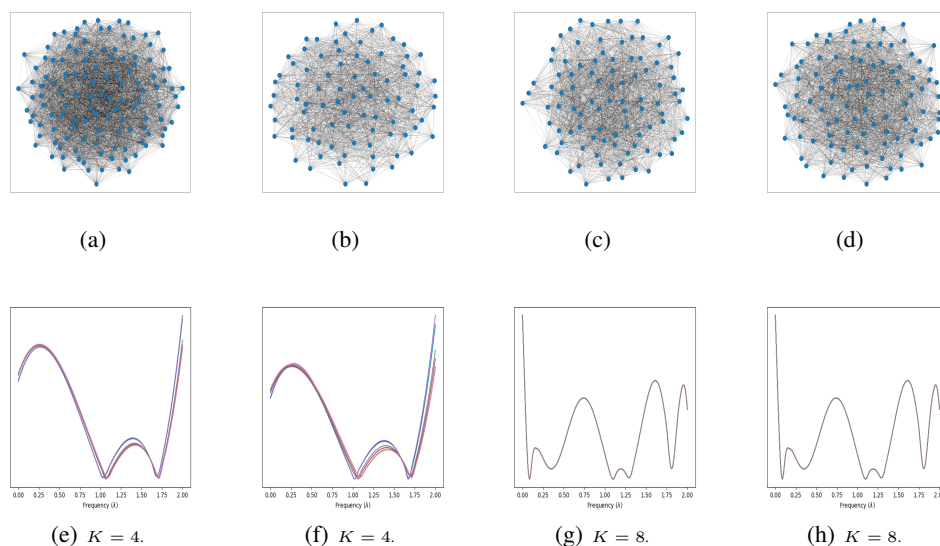 (a) (b) (c) (d)
0.00 0.25 0.50 0.75 1.00 1.25 1.50 1.75 2.00 0.00 0.25 0.50 0.75 1.00 1.25 1.50 1.75 2.00 0.00 0.25 0.50 0.75 1.00 1.25 1.50 1.75 2.00 0.00 0.25 0.50 0.75 1.00 1.25 1.50 1.75 2.00
Frequency (λ) Frequency (λ) Frequency (λ) Frequency (λ)
(e) K = 4. (f) K = 4. (g) K = 8. (h) K = 8.